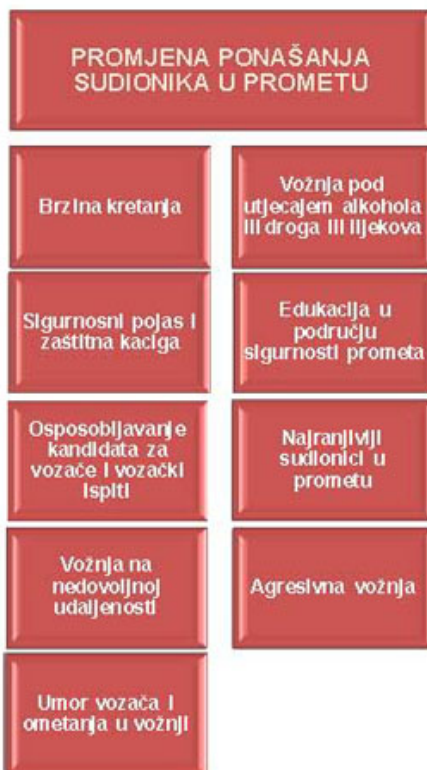 PROMJENA PONAŠANJA
SUDIONIKA U PROMETU
Brzina kretanja
Vožnja pod
utjecajem alkohola
ili droga ili lijekova
Sigurnosni pojas i
zaštitna kaciga
Edukacija u
području
sigurnosti prometa
Osposobljavanje
kandidata za
vozače i vozački
ispiti
Najranjiviji
sudionici u
prometu
Vožnja na
nedovoljnoj
udaljenosti
Agresivna vožnja
Umor vozača i
ometanja u vožnji